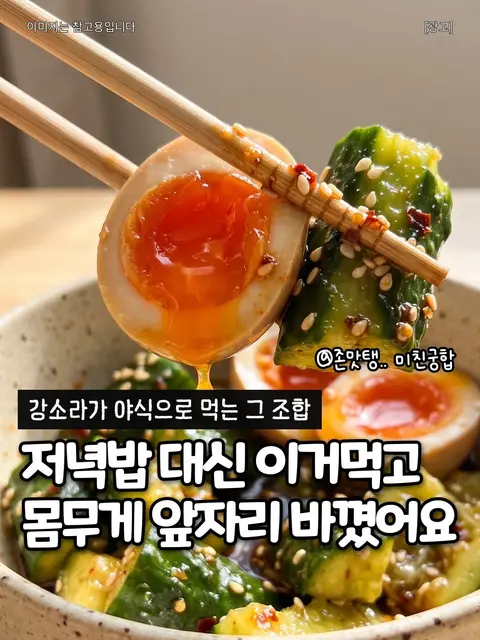 이미지는 참고용입니다
[광고]
@존맛탱.. 미친궁합
강소라가 야식으로 먹는 그 조합
저녁밥 대신 이거먹고
몸무게 앞자리 바꼈어요